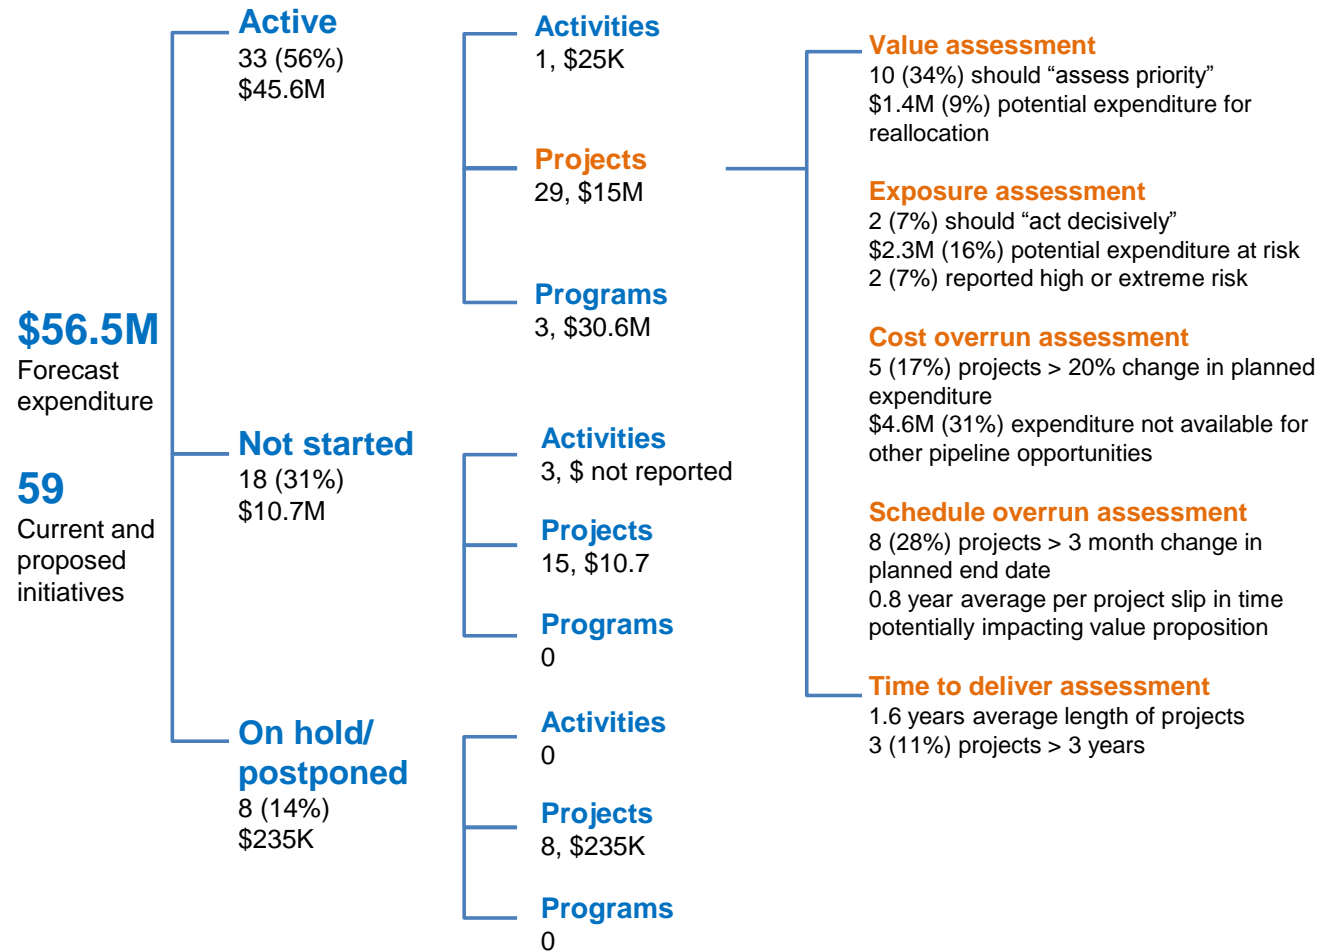 $56.5M
Forecast
expenditure
59
Current and
proposed
initiatives
Active
33 (56%)
$45.6M
Activities
1, $25K
Projects
29, $15M
Programs
3, $30.6M
Not started
18 (31%)
$10.7M
Activities
3, $ not reported
Projects
15, $10.7
Programs
0
On hold/
postponed
8 (14%)
$235K
Activities
0
Projects
8, $235K
Programs
0
Value assessment
10 (34%) should “assess priority”
$1.4M (9%) potential expenditure for
reallocation
Exposure assessment
2 (7%) should “act decisively”
$2.3M (16%) potential expenditure at risk
2 (7%) reported high or extreme risk
Cost overrun assessment
5 (17%) projects > 20% change in planned
expenditure
$4.6M (31%) expenditure not available for
other pipeline opportunities
Schedule overrun assessment
8 (28%) projects > 3 month change in
planned end date
0.8 year average per project slip in time
potentially impacting value proposition
Time to deliver assessment
1.6 years average length of projects
3 (11%) projects > 3 years